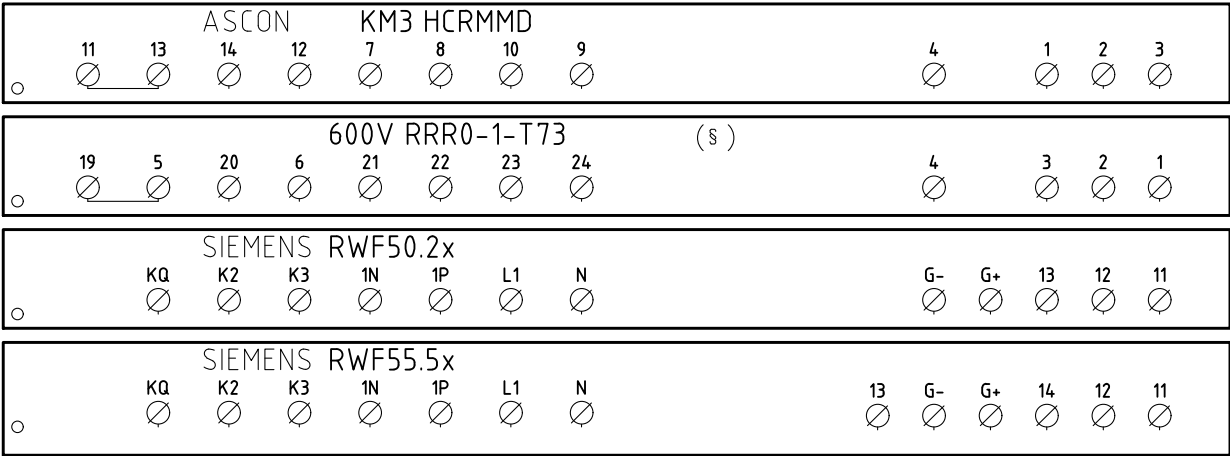 ASCON KM3 HCRMMD
11 13 14 12 7 8 10 9 4 1 2 3
600V RRR0-1-T73 (§)
19 5 20 6 21 22 23 24 4 3 2 1
SIEMENS RWF50.2x
KQ K2 K3 1N 1P L1 N G- G+ 13 12 11
SIEMENS RWF55.5x
KQ K2 K3 1N 1P L1 N 13 G- G+ 14 12 11